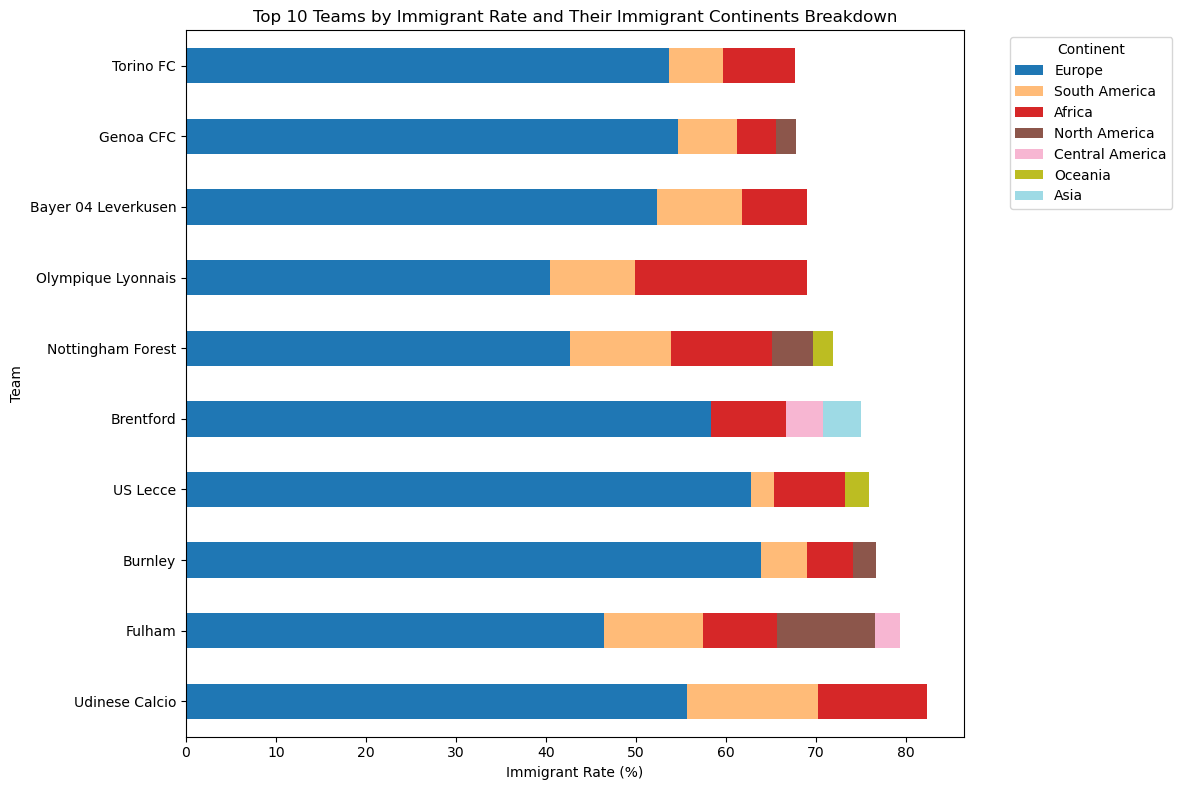 Top 10 Teams by Immigrant Rate and Their Immigrant Continents Breakdown
Continent
Europe
South America
Africa
North America
Central America
Oceania
Asia
Team
Torino FC
Genoa CFC
Bayer 04 Leverkusen
Olympique Lyonnais
Nottingham Forest
Brentford
US Lecce
Burnley
Fulham
Udinese Calcio
0 10 20 30 40 50 60 70 80
Immigrant Rate (%)